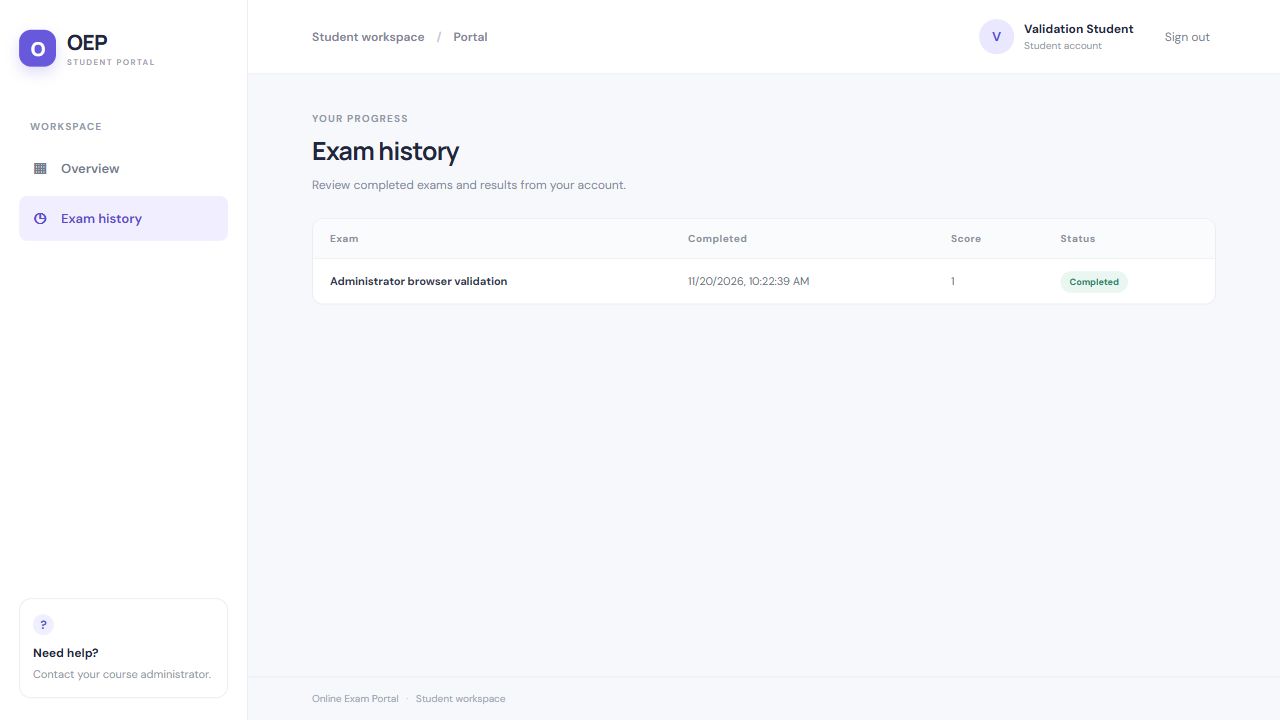 O
OEP
STUDENT PORTAL
WORKSPACE
Overview
Exam history
?
Need help?
Contact your course administrator.
Student workspace / Portal
V
Validation Student
Student account
Sign out
YOUR PROGRESS
Exam history
Review completed exams and results from your account.
Exam Completed Score Status
Administrator browser validation 11/20/2026, 10:22:39 AM 1 Completed
Online Exam Portal · Student workspace